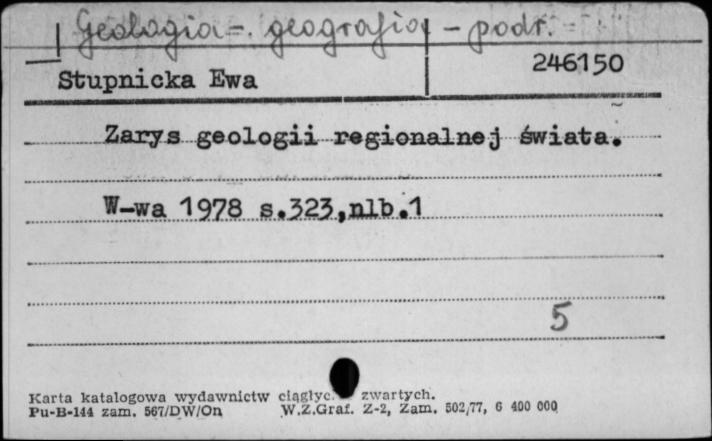 Geologia - geografia - podr.
Stupnicka Ewa 246150
Zarys geologii regionalnej świata.
W-wa 1978 s.323,nlb.1
5
Karta katalogowa wydawnictw ciągłyc. zwartych.
Pu-B-144 zam. 567/DW/On W.Z.Graf. Z-2, Zam. 502/77, 6 400 000